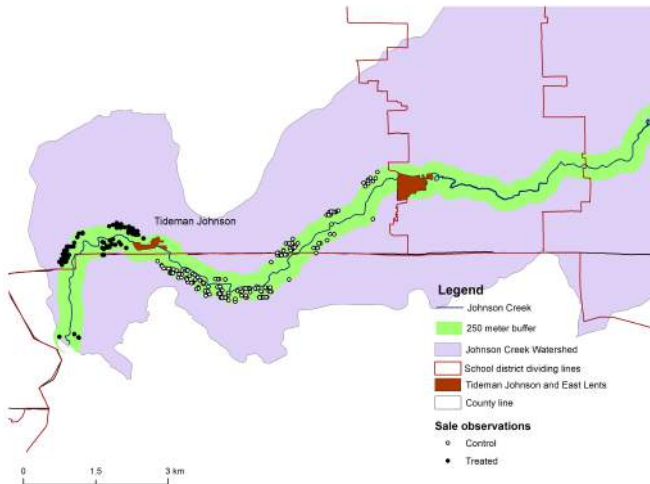 Tideman Johnson
Legend
Johnson Creek
250 meter buffer
Johnson Creek Watershed
School district dividing lines
Tideman Johnson and East Lents
County line
Sale observations
Control
Treated
0 1.5 3 km